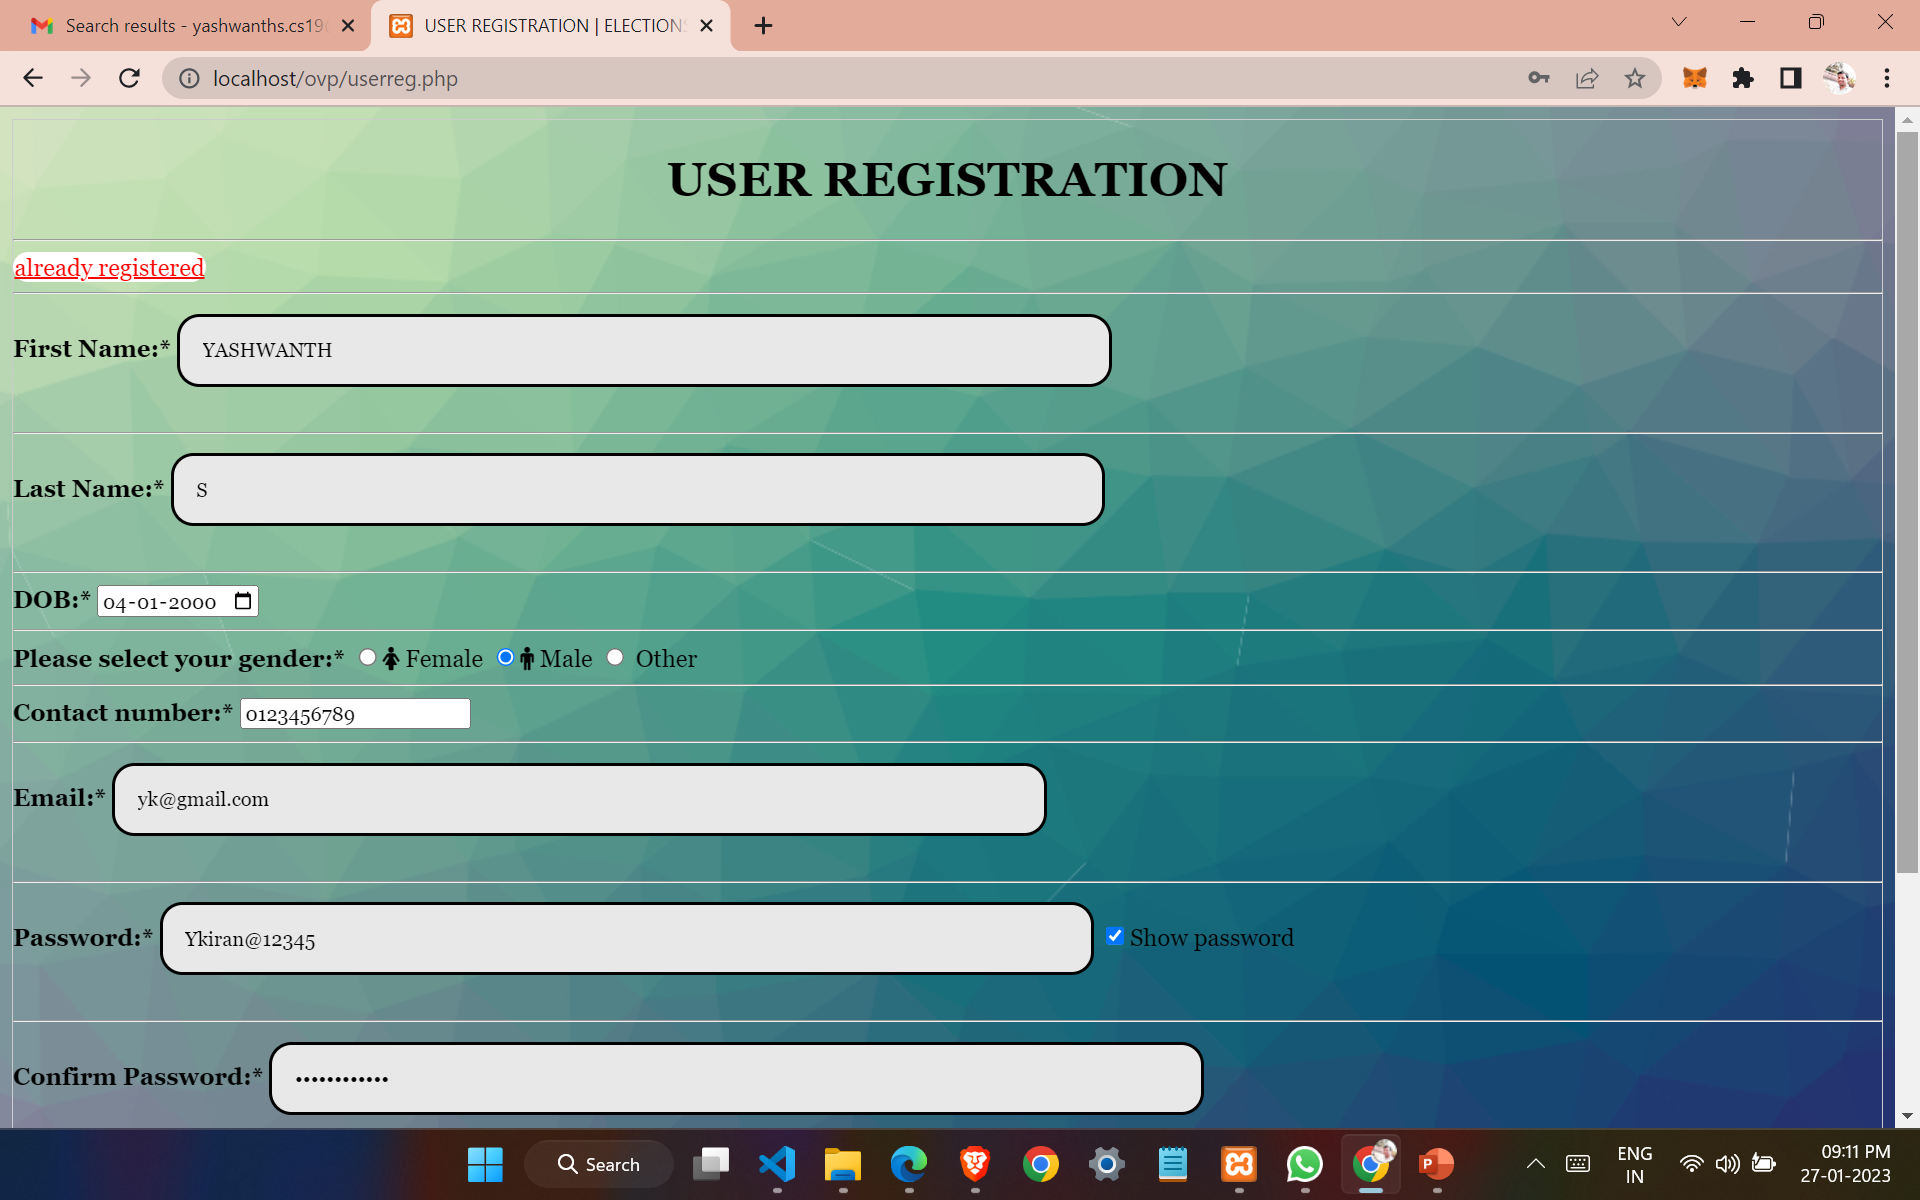 Search results - yashwanths.cs19
USER REGISTRATION | ELECTIONS
localhost/ovp/userreg.php
USER REGISTRATION
already registered
First Name:* YASHWANTH
Last Name:* S
DOB:* 04-01-2000
Please select your gender:* Female Male Other
Contact number:* 0123456789
Email:* yk@gmail.com
Password:* Ykiran@12345 Show password
Confirm Password:* ••••••••••••
Search
ENG
IN
09:11 PM
27-01-2023